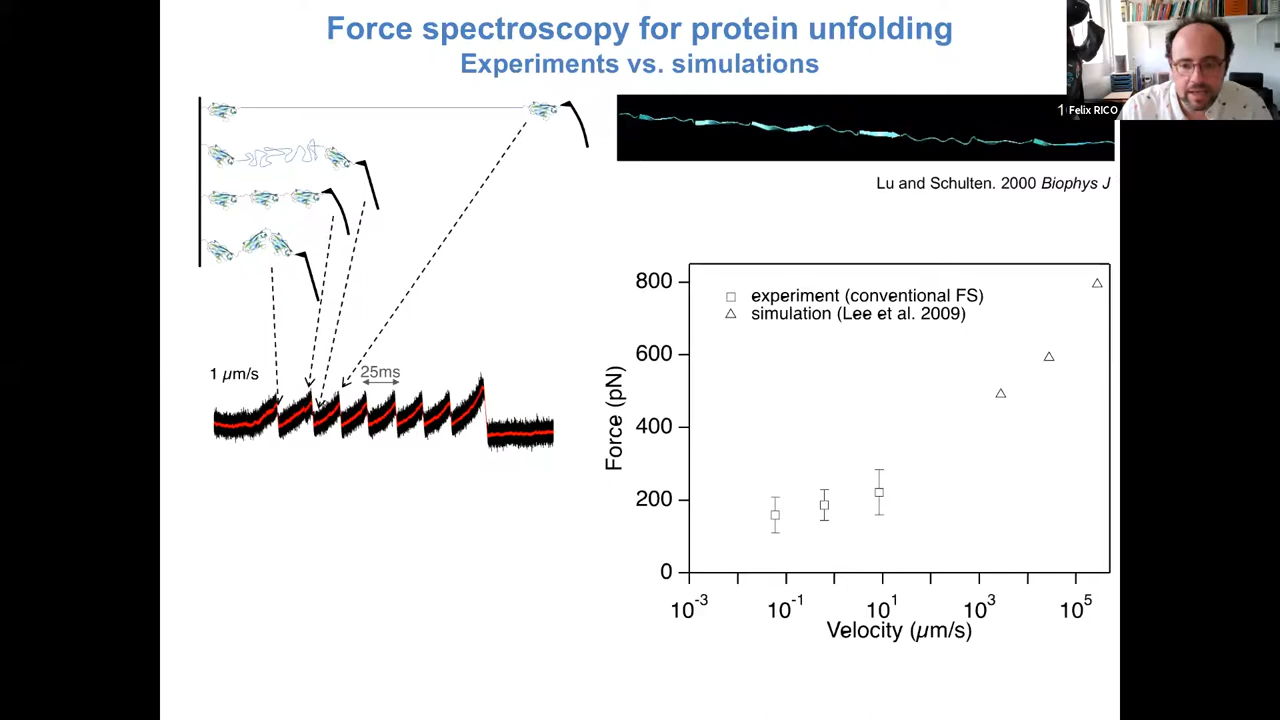 Force spectroscopy for protein unfolding
Experiments vs. simulations
1 Felix RICO
Lu and Schulten. 2000 Biophys J
1 µm/s
25ms
800
600
400
200
0
Force (pN)
experiment (conventional FS)
simulation (Lee et al. 2009)
10⁻³
10⁻¹
10¹
10³
10⁵
Velocity (µm/s)